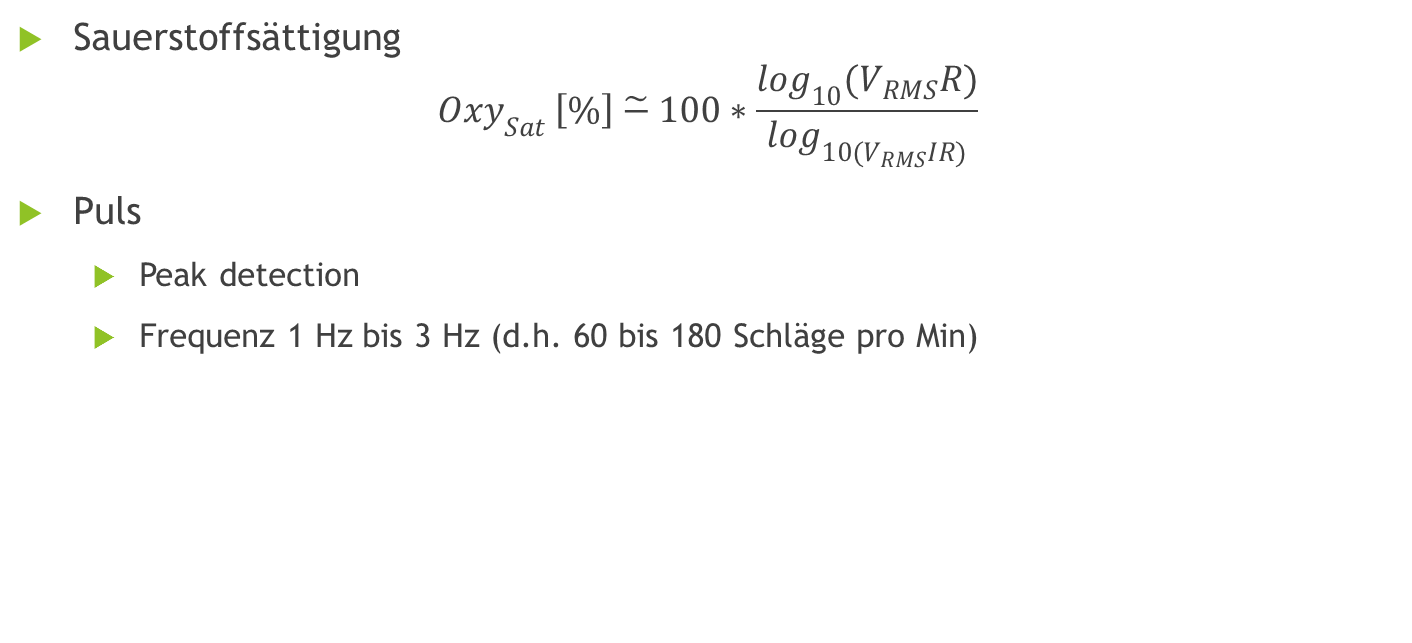 Sauerstoffsättigung
Oxy_Sat [%] ≃ 100 * log_10(V_RMS R) / log_10(V_RMS IR)
Puls
Peak detection
Frequenz 1 Hz bis 3 Hz (d.h. 60 bis 180 Schläge pro Min)